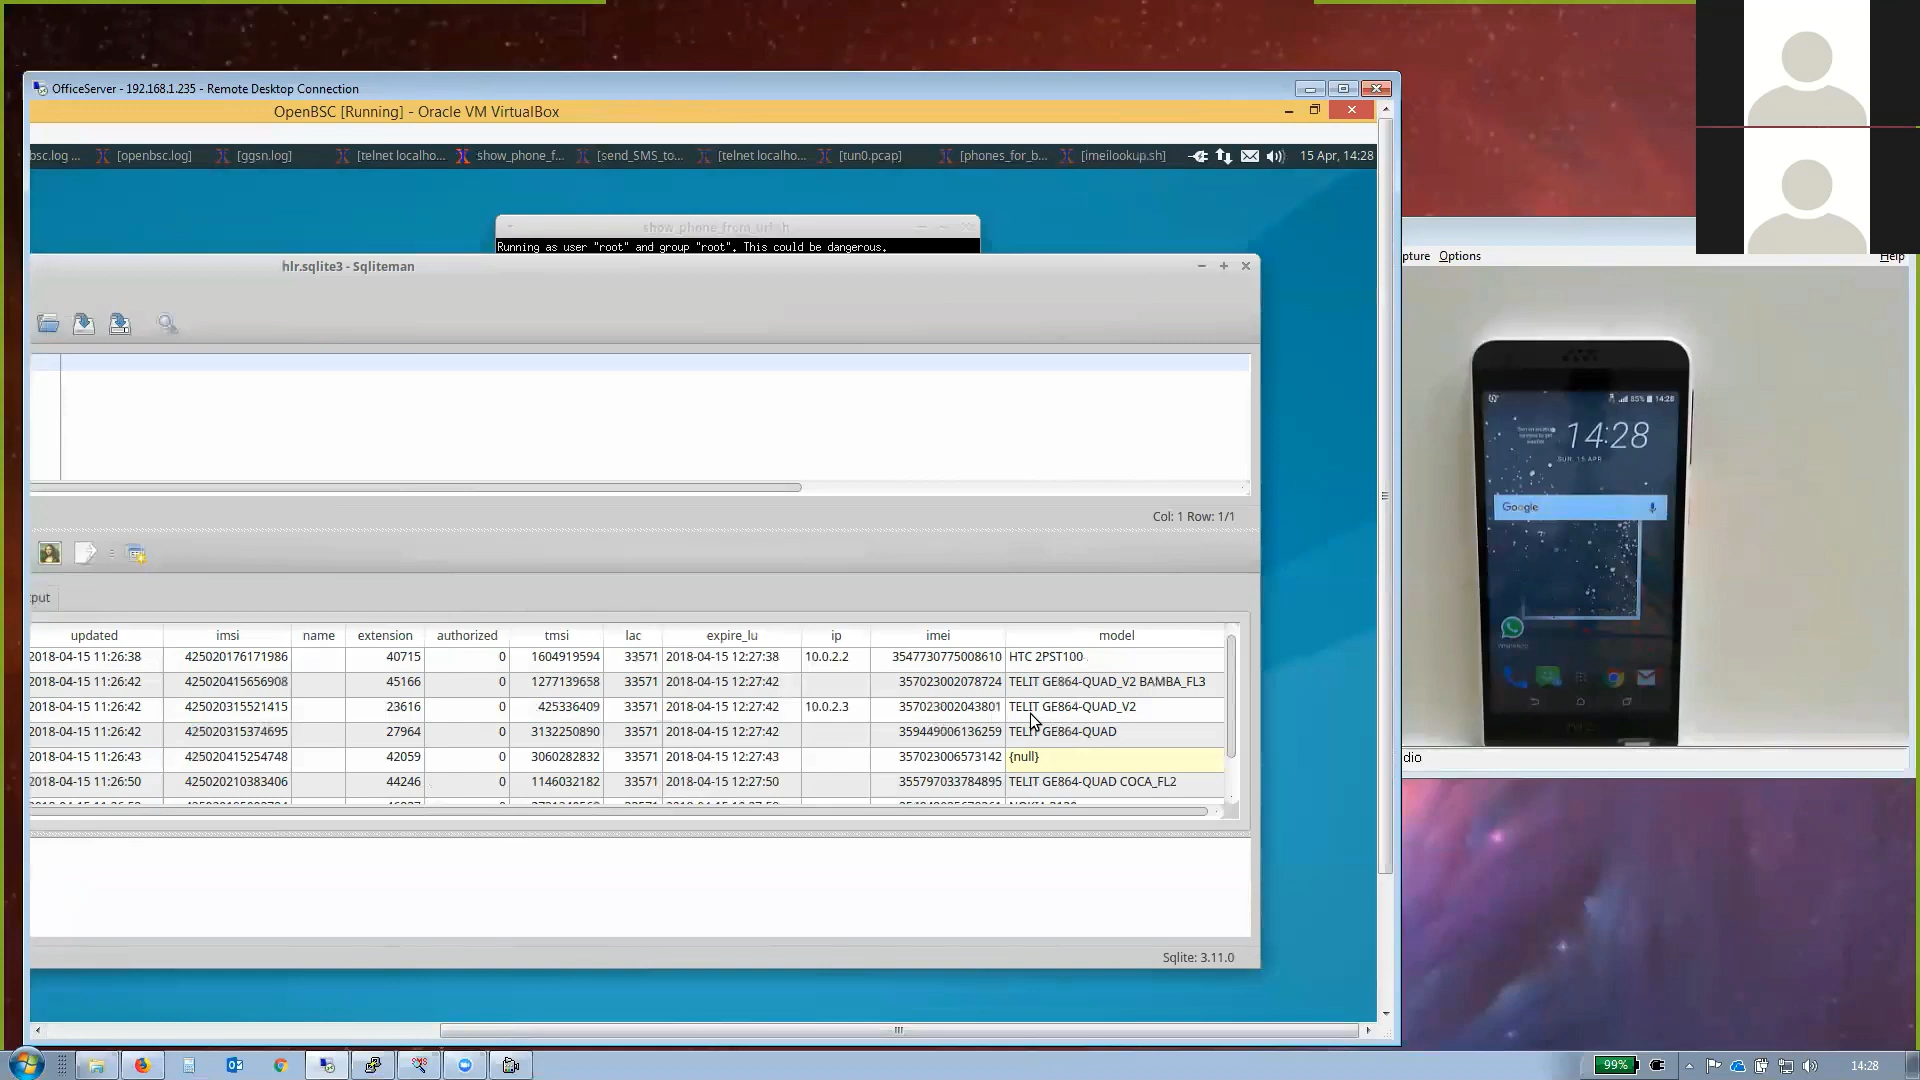 OfficeServer - 192.168.1.235 - Remote Desktop Connection
OpenBSC [Running] - Oracle VM VirtualBox
bsc.log ... [openbsc.log] [ggsn.log] [telnet localho... show_phone_f... [send_SMS_to... [telnet localho... [tun0.pcap] [phones_for_b... [imeilookup.sh] 15 Apr, 14:28
Running as user "root" and group "root". This could be dangerous.
hlr.sqlite3 - Sqliteman
Col: 1 Row: 1/1
put
updated imsi name extension authorized tmsi lac expire_lu ip imei model
2018-04-15 11:26:38 425020176171986 40715 0 1604919594 33571 2018-04-15 12:27:38 10.0.2.2 3547730775008610 HTC 2PST100
2018-04-15 11:26:42 425020415656908 45166 0 1277139658 33571 2018-04-15 12:27:42 357023002078724 TELIT GE864-QUAD_V2 BAMBA_FL3
2018-04-15 11:26:42 425020315521415 23616 0 425336409 33571 2018-04-15 12:27:42 10.0.2.3 357023002043801 TELIT GE864-QUAD_V2
2018-04-15 11:26:42 425020315374695 27964 0 3132250890 33571 2018-04-15 12:27:42 359449006136259 TELIT GE864-QUAD
2018-04-15 11:26:43 425020415254748 42059 0 3060282832 33571 2018-04-15 12:27:43 357023006573142 {null}
2018-04-15 11:26:50 425020210383406 44246 0 1146032182 33571 2018-04-15 12:27:50 355797033784895 TELIT GE864-QUAD COCA_FL2
Sqlite: 3.11.0
pture Options Help
85% 14:28
14:28
SUN, 15 APR
Google
dio
99%
14:28